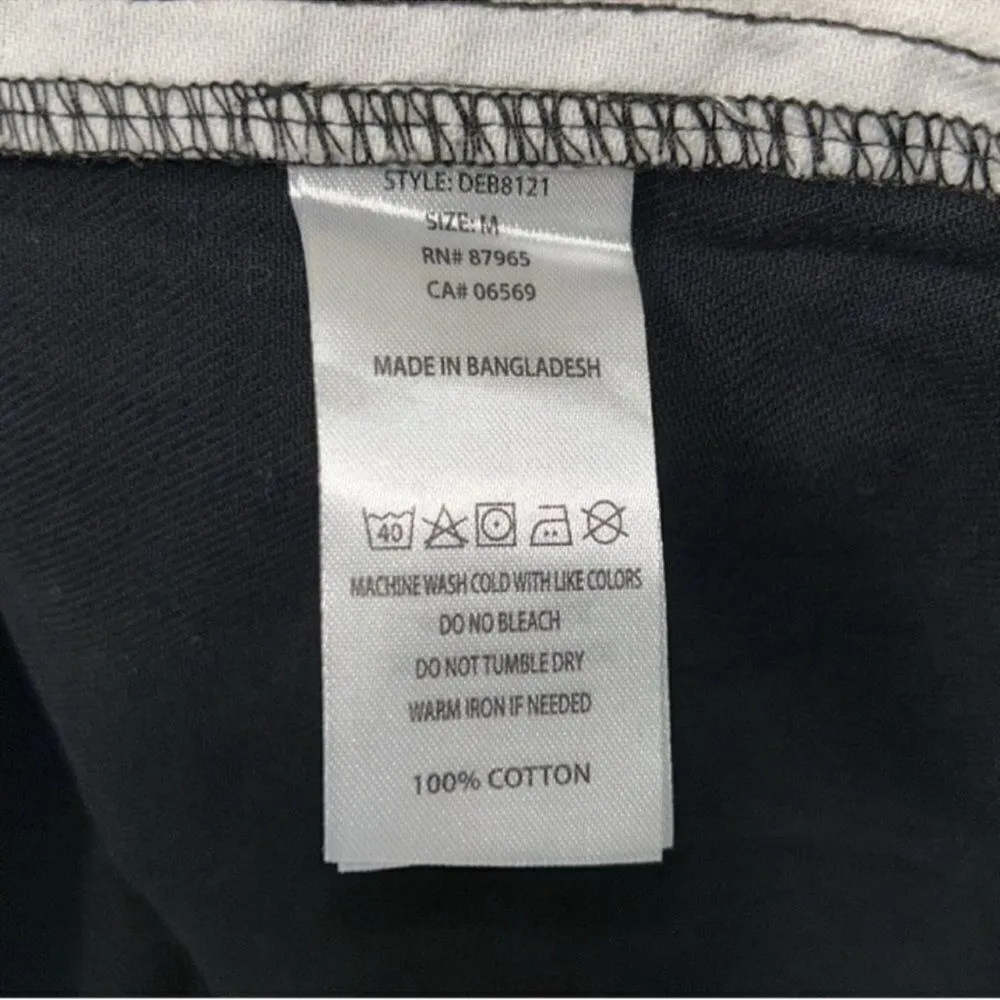 STYLE: DEB8121
SIZE: M
RN# 87965
CA# 06569
MADE IN BANGLADESH
40
MACHINE WASH COLD WITH LIKE COLORS
DO NO BLEACH
DO NOT TUMBLE DRY
WARM IRON IF NEEDED
100% COTTON